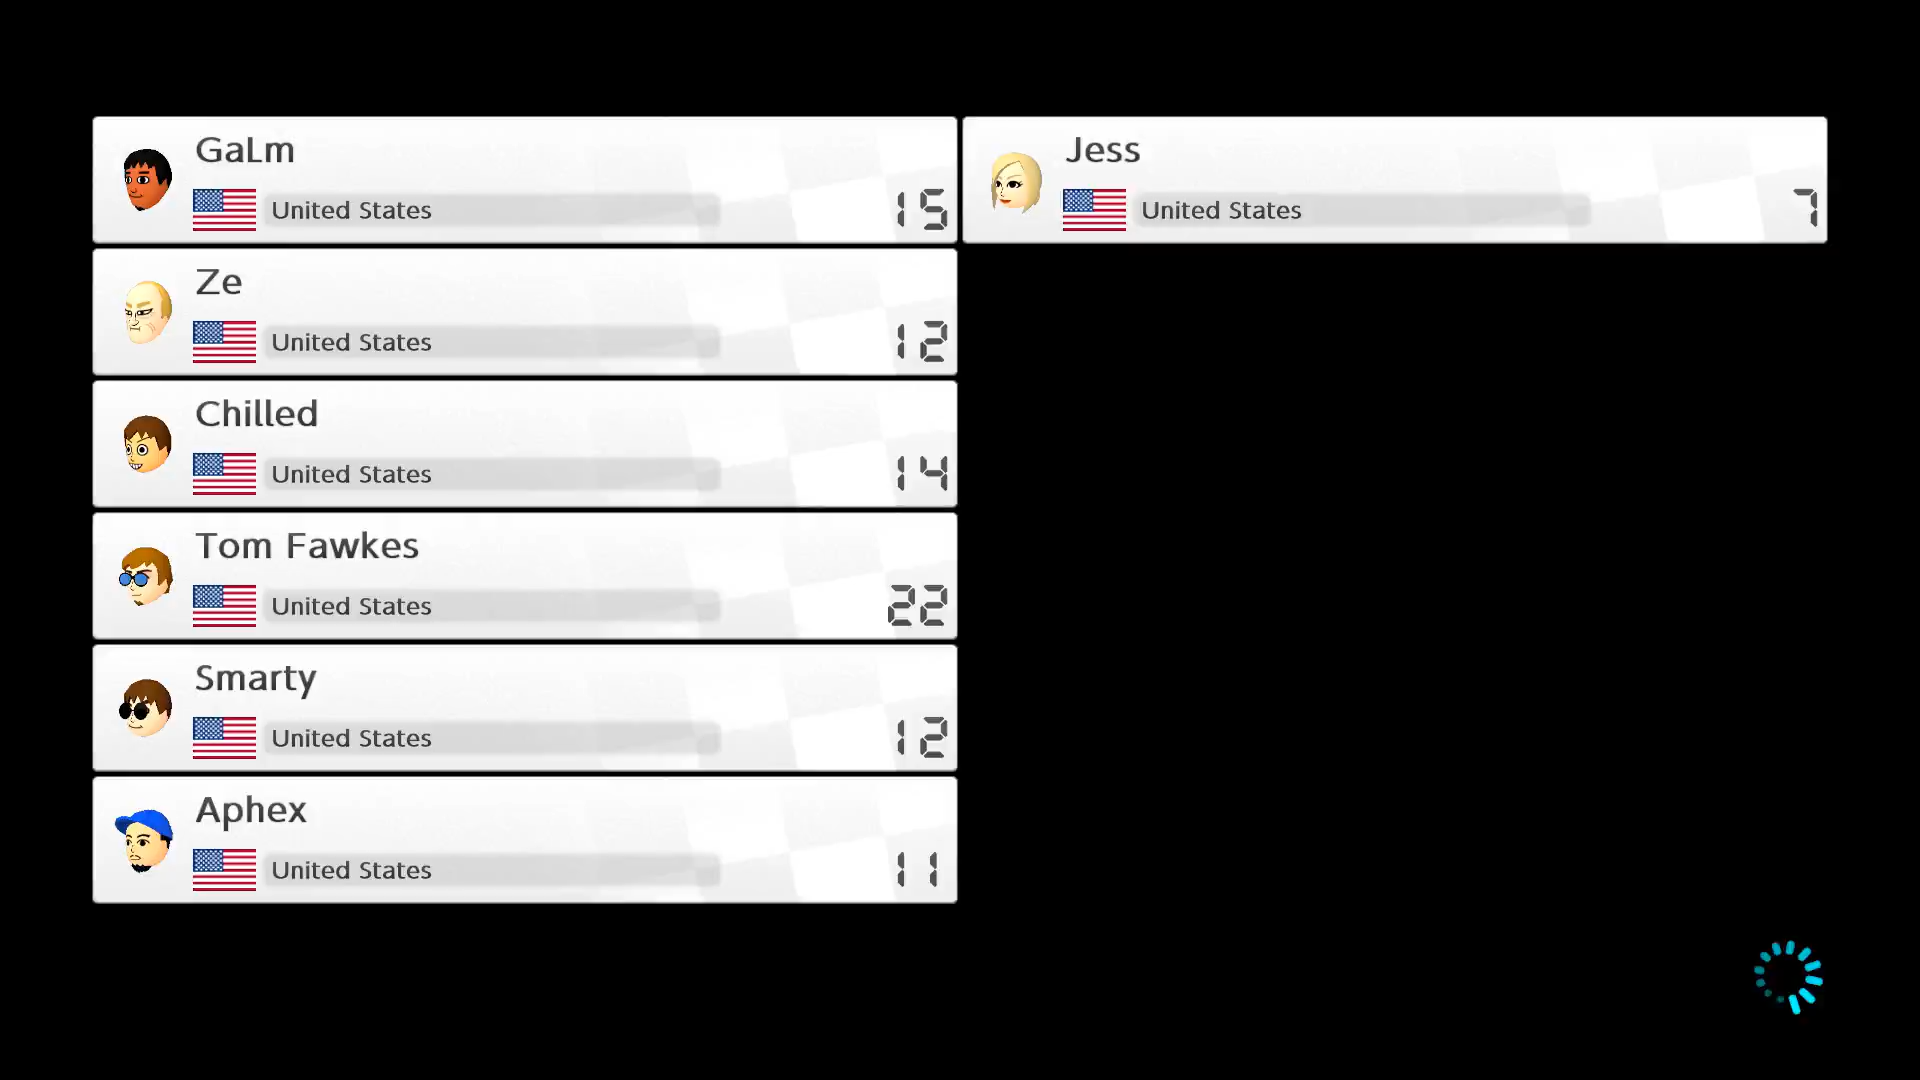 GaLm
United States
15
Ze
United States
12
Chilled
United States
14
Tom Fawkes
United States
22
Smarty
United States
12
Aphex
United States
11
Jess
United States
7